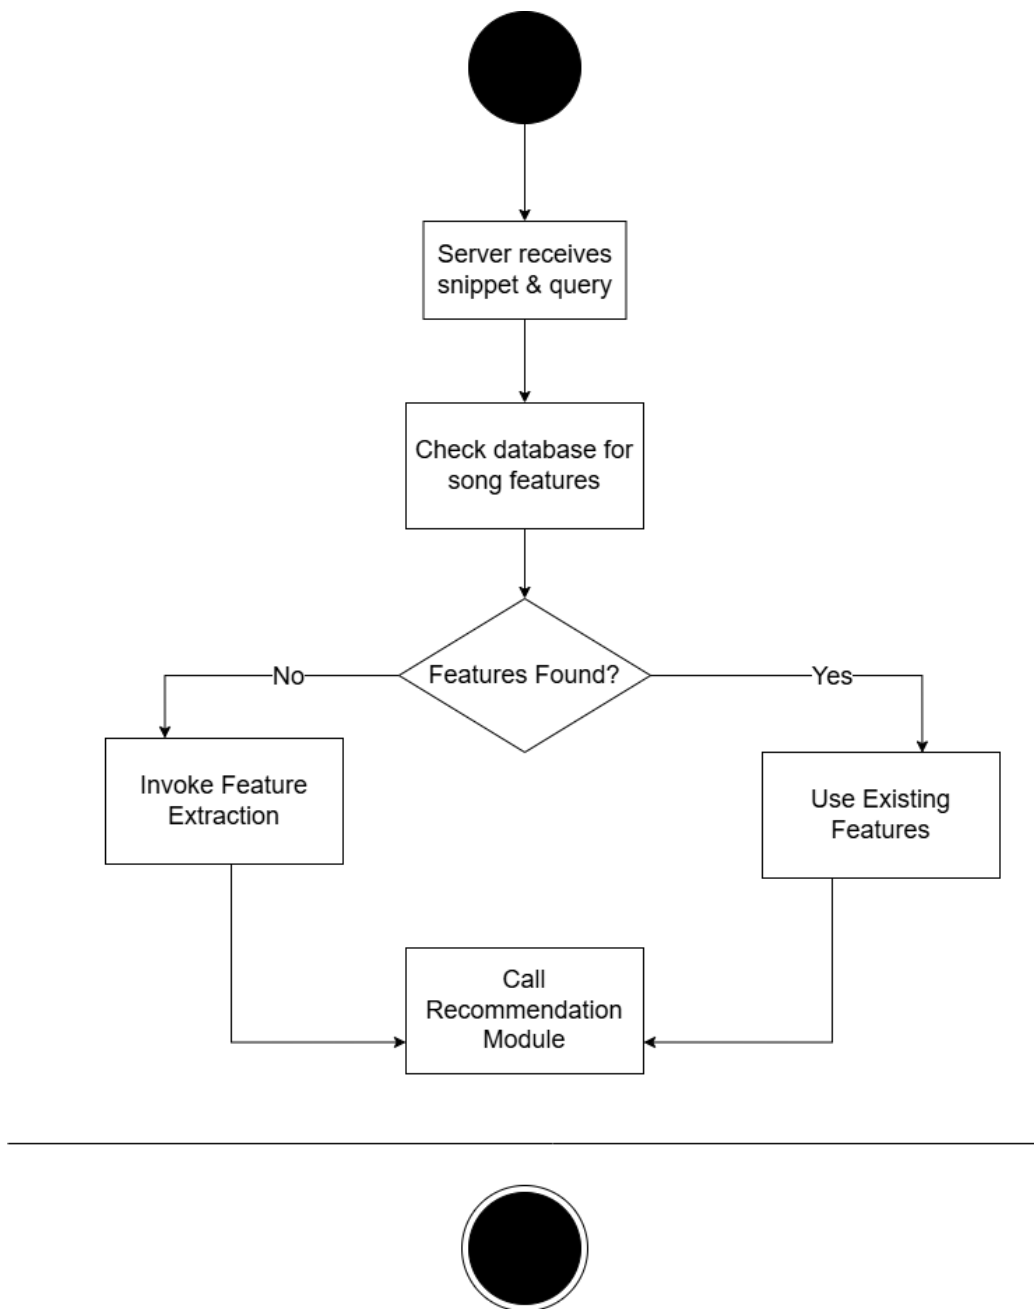 Server receives
snippet & query
Check database for
song features
Features Found?
No
Yes
Invoke Feature
Extraction
Use Existing
Features
Call
Recommendation
Module